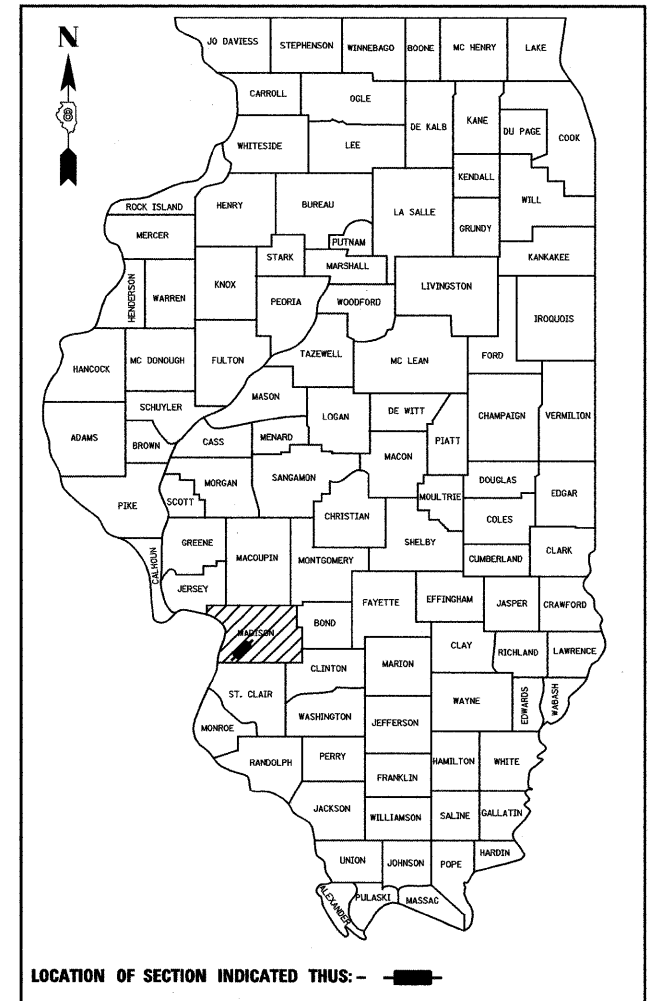 N
JO DAVIESS STEPHENSON WINNEBAGO BOONE MC HENRY LAKE
CARROLL OGLE DE KALB KANE DU PAGE COOK
WHITESIDE LEE
KENDALL
ROCK ISLAND HENRY BUREAU LA SALLE GRUNDY WILL
MERCER PUTNAM KANKAKEE
HENDERSON WARREN KNOX STARK MARSHALL LIVINGSTON
PEORIA WOODFORD IROQUOIS
HANCOCK MC DONOUGH FULTON TAZEWELL MC LEAN FORD
MASON
SCHUYLER LOGAN DE WITT CHAMPAIGN VERMILION
ADAMS BROWN CASS MENARD MACON PIATT
PIKE SCOTT MORGAN SANGAMON MOULTRIE DOUGLAS EDGAR
CHRISTIAN COLES
CALHOUN GREENE MACOUPIN MONTGOMERY SHELBY CUMBERLAND CLARK
JERSEY FAYETTE EFFINGHAM JASPER CRAWFORD
MADISON BOND
CLINTON MARION CLAY RICHLAND LAWRENCE
ST. CLAIR WAYNE EDWARDS WABASH
MONROE WASHINGTON JEFFERSON
RANDOLPH PERRY HAMILTON WHITE
FRANKLIN
JACKSON WILLIAMSON SALINE GALLATIN
UNION JOHNSON POPE HARDIN
ALEXANDER PULASKI MASSAC
LOCATION OF SECTION INDICATED THUS: –